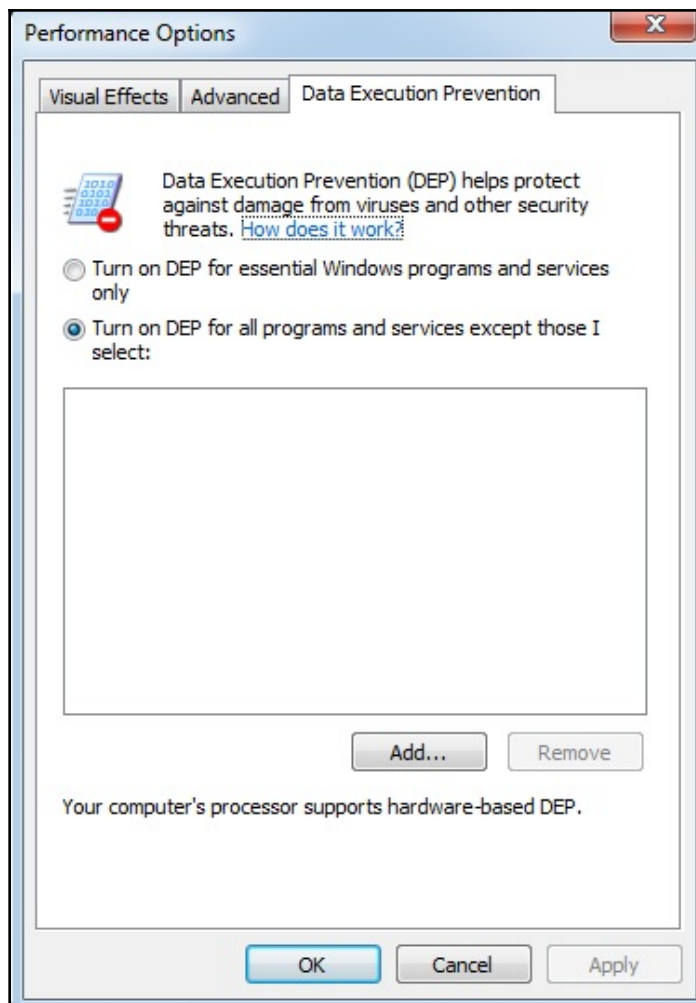 Performance Options
Visual Effects Advanced Data Execution Prevention
Data Execution Prevention (DEP) helps protect
against damage from viruses and other security
threats. How does it work?
Turn on DEP for essential Windows programs and services
only
Turn on DEP for all programs and services except those I
select:
Add... Remove
Your computer's processor supports hardware-based DEP.
OK Cancel Apply